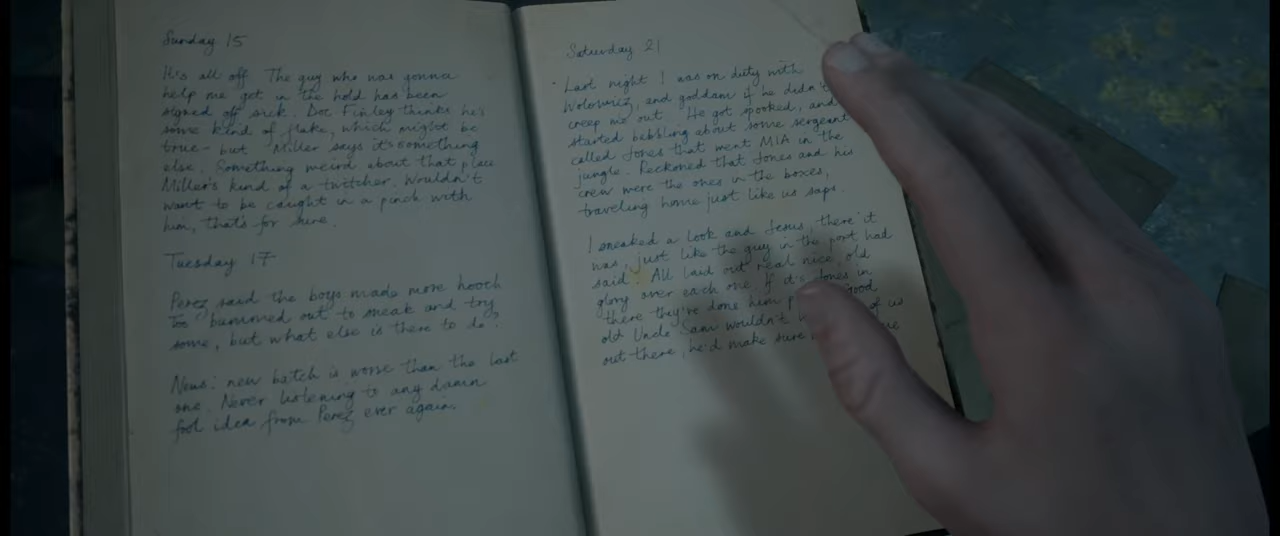 Sunday 15
It's all off. The guy who was gonna
help me get in the hold has been
signed off sick. Doc Finley thinks he's
some kind of flake, which might be
true - but Miller says it's something
else. Something weird about that place
Miller's kind of a twitcher. Wouldn't
want to be caught in a pinch with
him, that's for sure.
Tuesday 17
Perez said the boys made more hooch
Too bummed out to sneak and try
some, but what else is there to do?
News: new batch is worse than the last
one. Never listening to any damn
fool idea from Perez ever again.
Saturday 21
Last night I was on duty with
and goddam if he didn't
creep me out. He got spooked, and
started babbling about some sergeant
called Jones that went MIA in the
jungle. Reckoned that Jones and his
crew were the ones in the boxes,
traveling home just like us saps.
I sneaked a look and Jesus, there it
was, just like the guy in the port had
said. All laid out real nice, old
glory over each one. If it's Jones in
there they're done him good
old Uncle Sam wouldn't of us
out there, he'd make sure